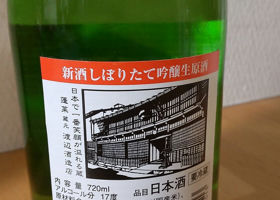 新酒しぼりたて吟醸生原酒
日本で一番笑顔が溢れる蔵
蓬莱 蔵元 渡辺酒造店
品目 日本酒
要冷蔵
内容量 720ml
アルコール分 17度